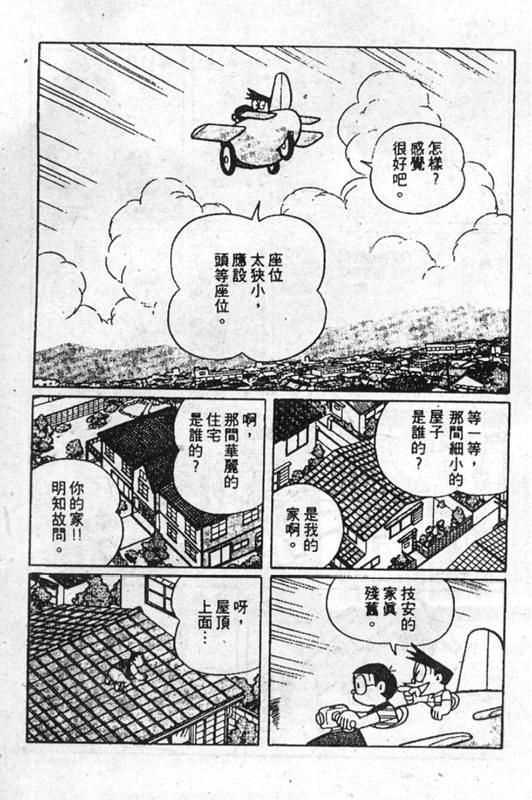 怎樣？
感覺
很好吧。
座位
太狹小，
應設
頭等座位。
等一等，
那間細小的
屋子
是誰的？
是我的
家啊。
啊，
那間華麗的
住宅
是誰的？
你的家!!
明知故問。
技安的
家眞
殘舊。
呀，
屋頂
上面…